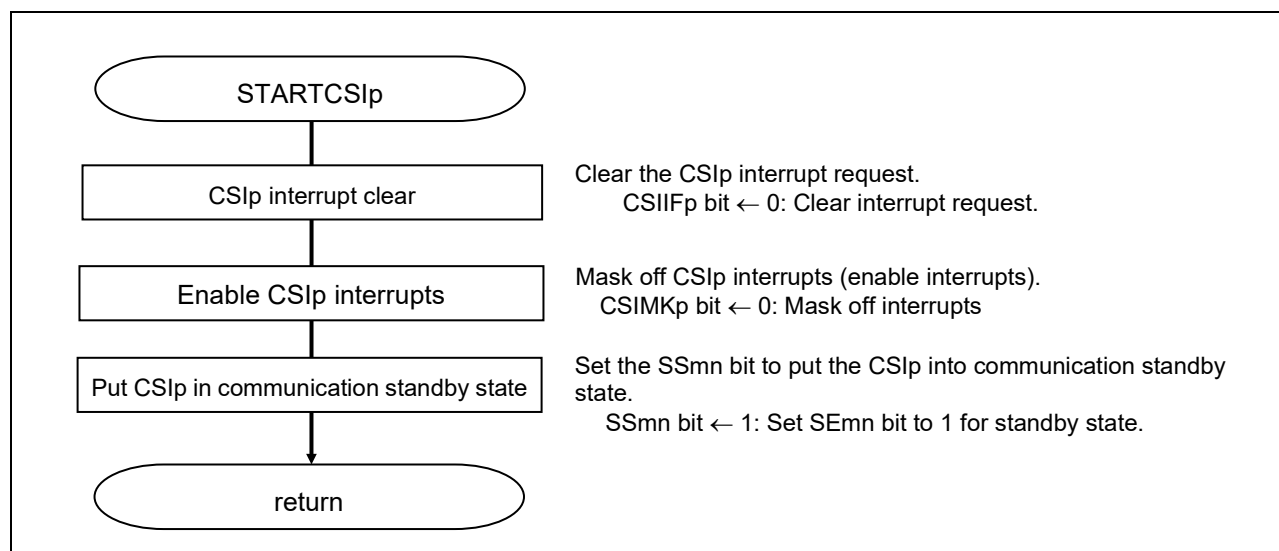 STARTCSIp
CSIp interrupt clear
Clear the CSIp interrupt request.
CSIIFp bit ← 0: Clear interrupt request.
Enable CSIp interrupts
Mask off CSIp interrupts (enable interrupts).
CSIMKp bit ← 0: Mask off interrupts
Put CSIp in communication standby state
Set the SSmn bit to put the CSIp into communication standby
state.
SSmn bit ← 1: Set SEmn bit to 1 for standby state.
return